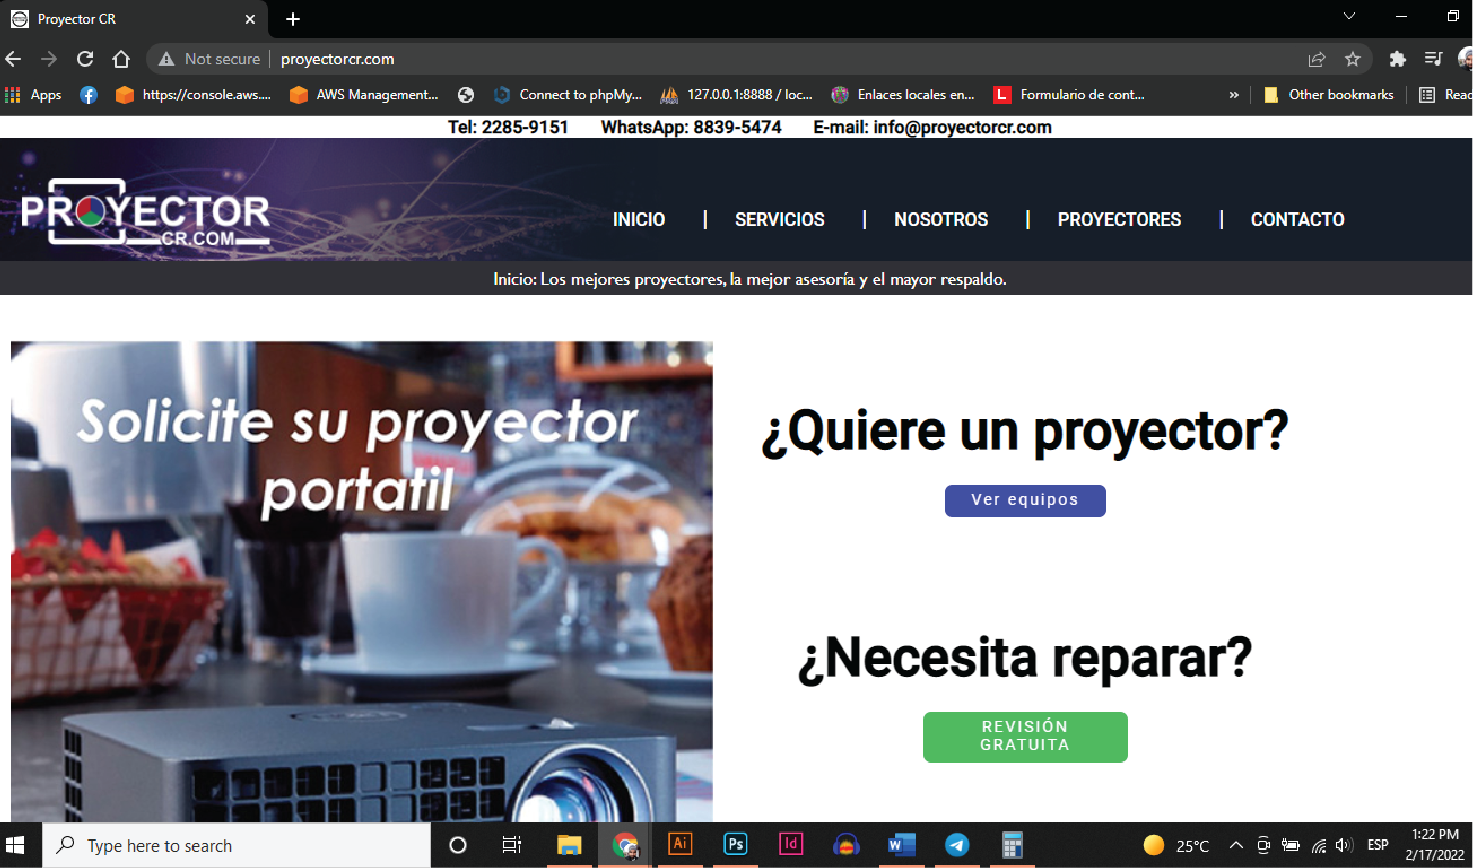 Proyector CR
Not secure | proyectorcr.com
Apps
https://console.aws....
AWS Management...
Connect to phpMy...
127.0.0.1:8888 / loc...
Enlaces locales en...
L
Formulario de cont...
»
Other bookmarks
Reac
Tel: 2285-9151 WhatsApp: 8839-5474 E-mail: info@proyectorcr.com
PROYECTOR
CR.COM
INICIO | SERVICIOS | NOSOTROS | PROYECTORES | CONTACTO
Inicio: Los mejores proyectores, la mejor asesoría y el mayor respaldo.
Solicite su proyector
portatil
¿Quiere un proyector?
Ver equipos
¿Necesita reparar?
REVISIÓN
GRATUITA
Type here to search
Ai
Ps
Id
W
25°C
ESP
1:22 PM
2/17/2022